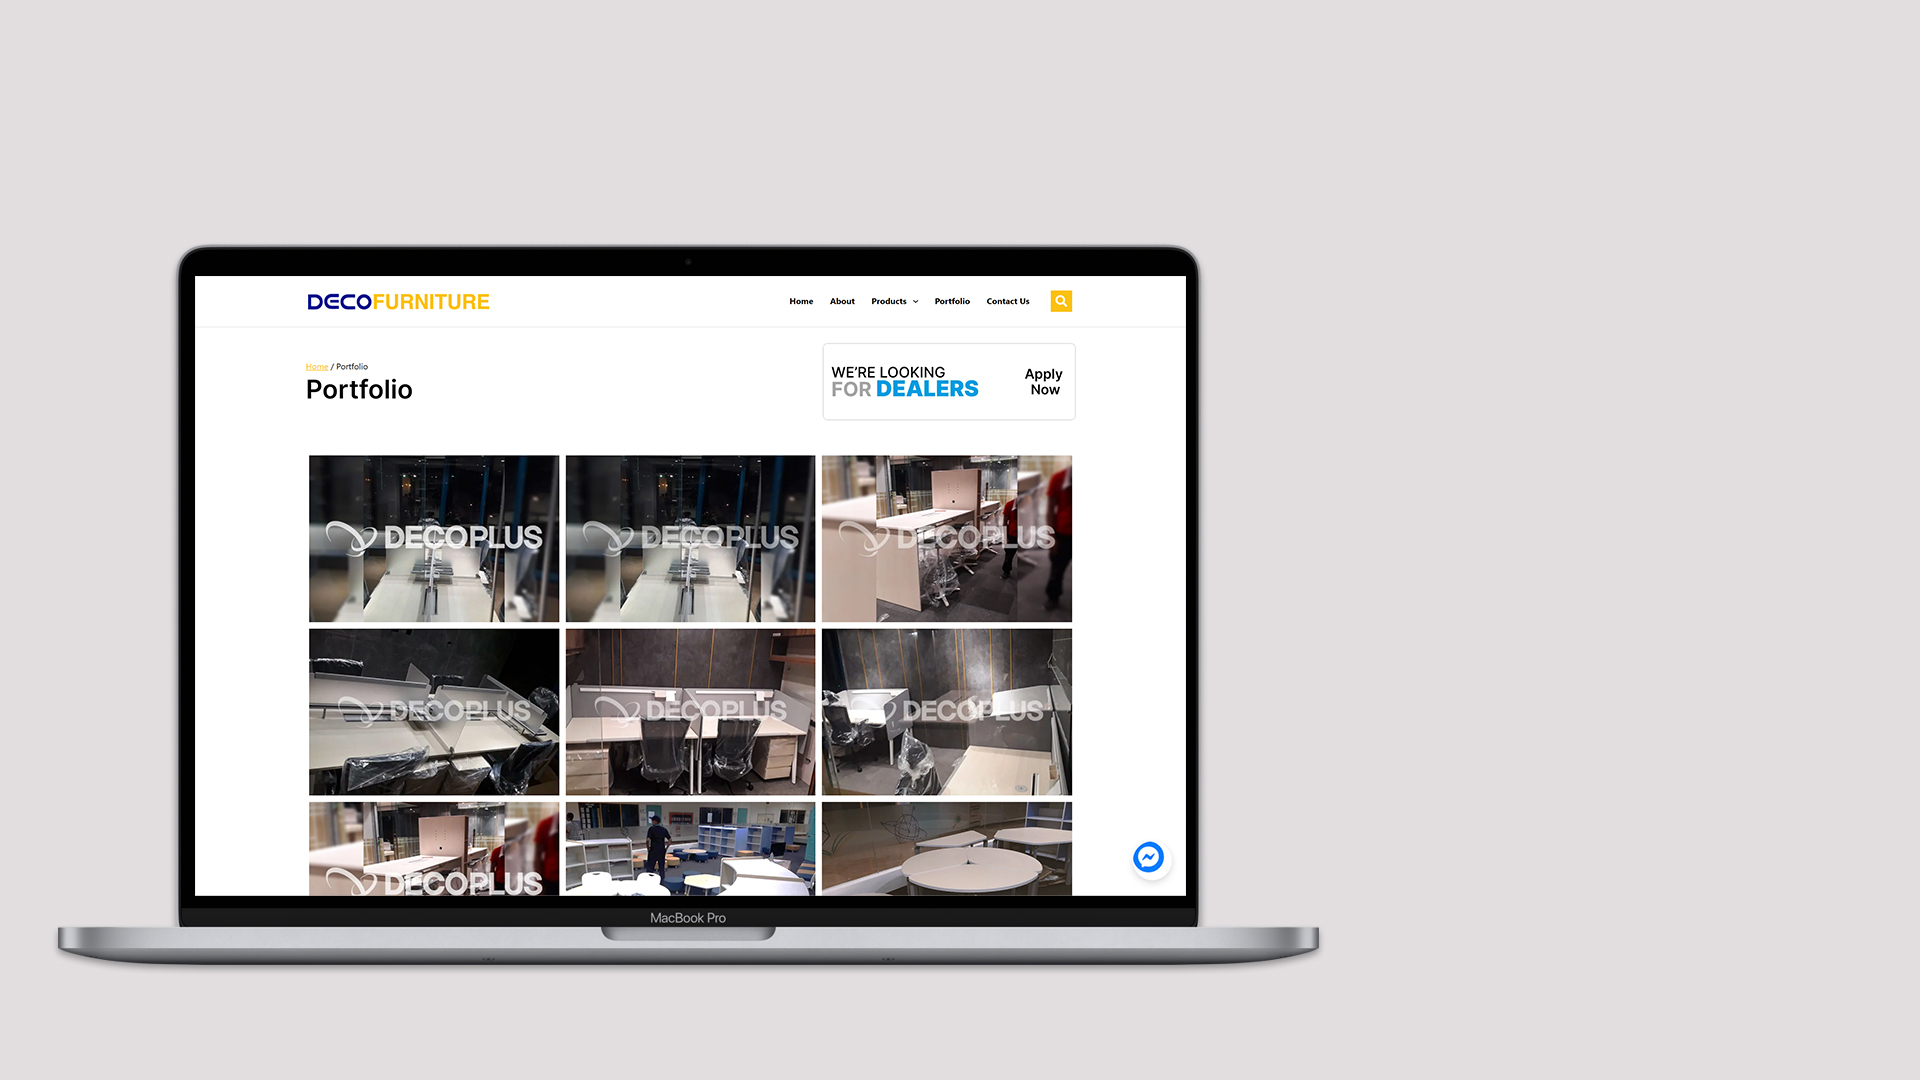 DECOFURNITURE
Home About Products Portfolio Contact Us
Home / Portfolio
Portfolio
WE'RE LOOKING
FOR DEALERS
Apply
Now
DECOPLUS
DECOPLUS
DECOPLUS
DECOPLUS
DECOPLUS
DECOPLUS
DECOPLUS
MacBook Pro